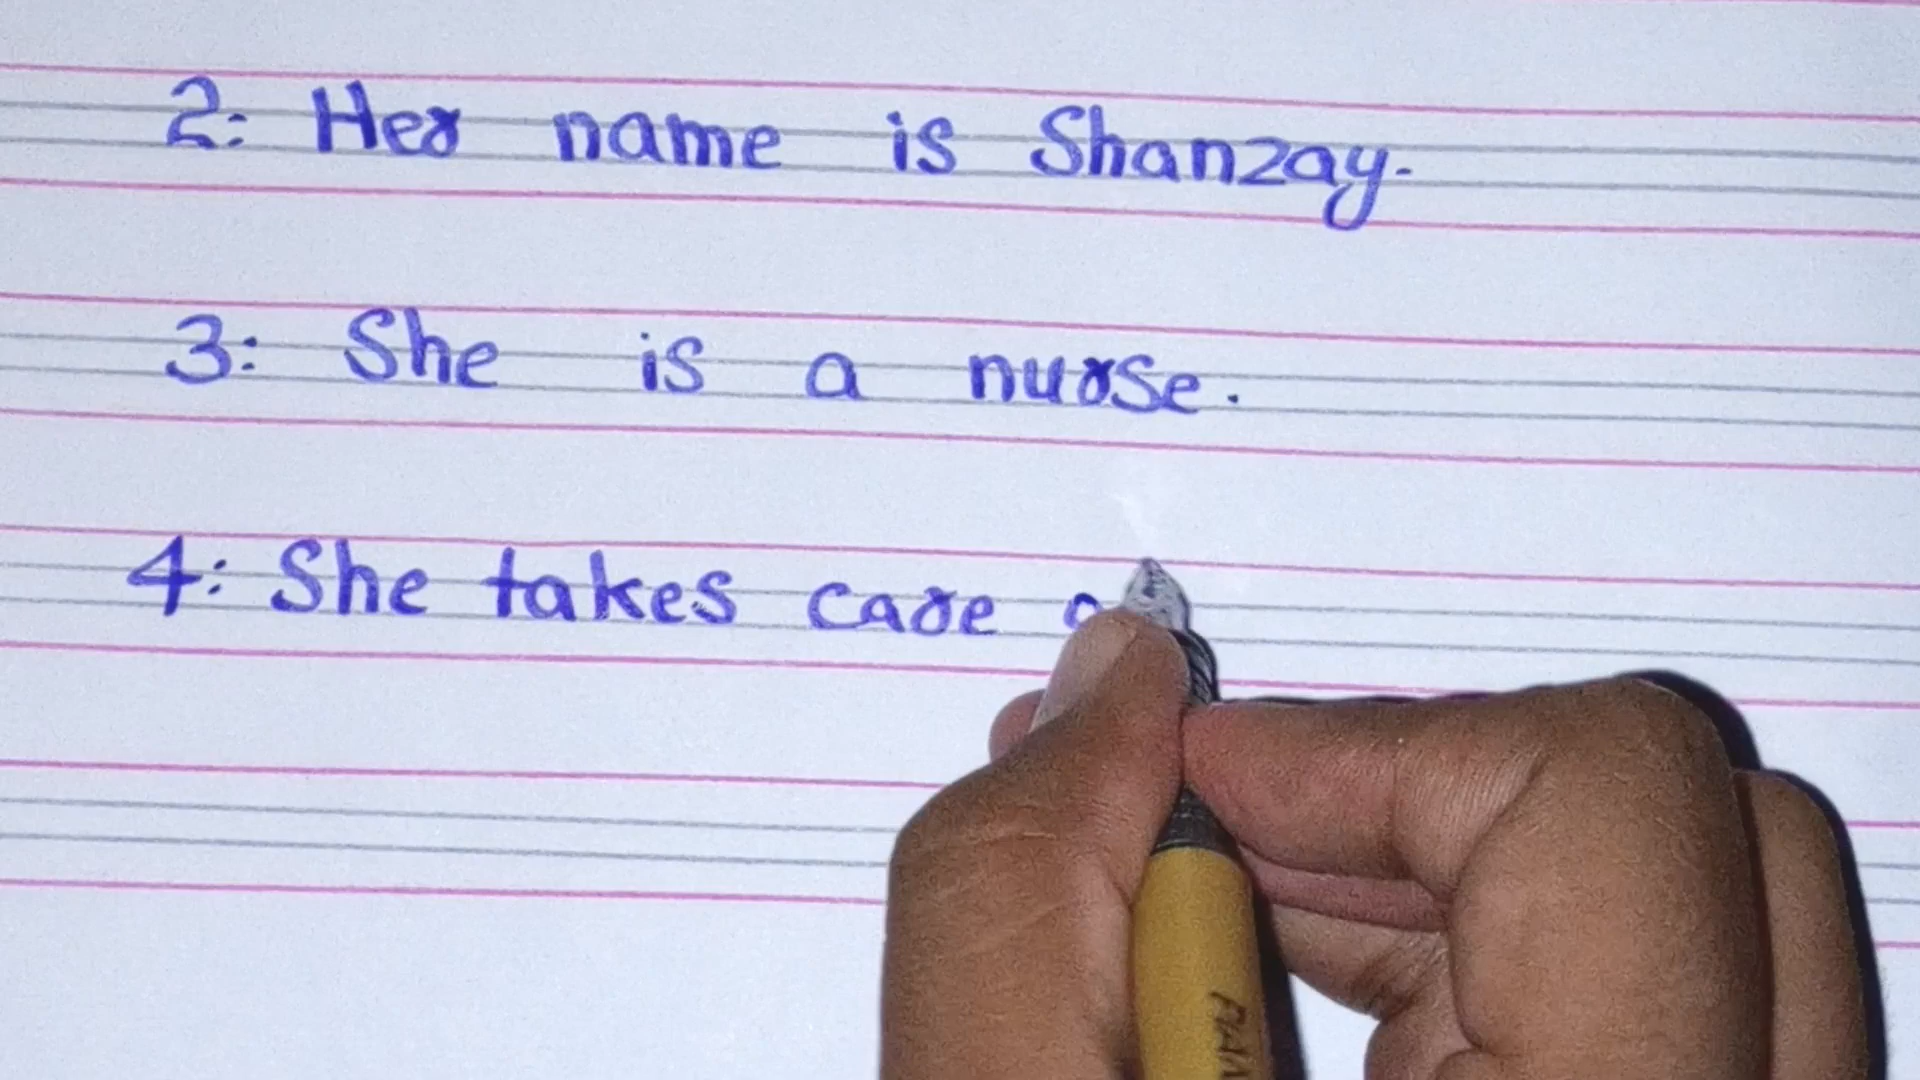 2: Her name is Shanzay.
3: She is a nurse.
4: She takes care